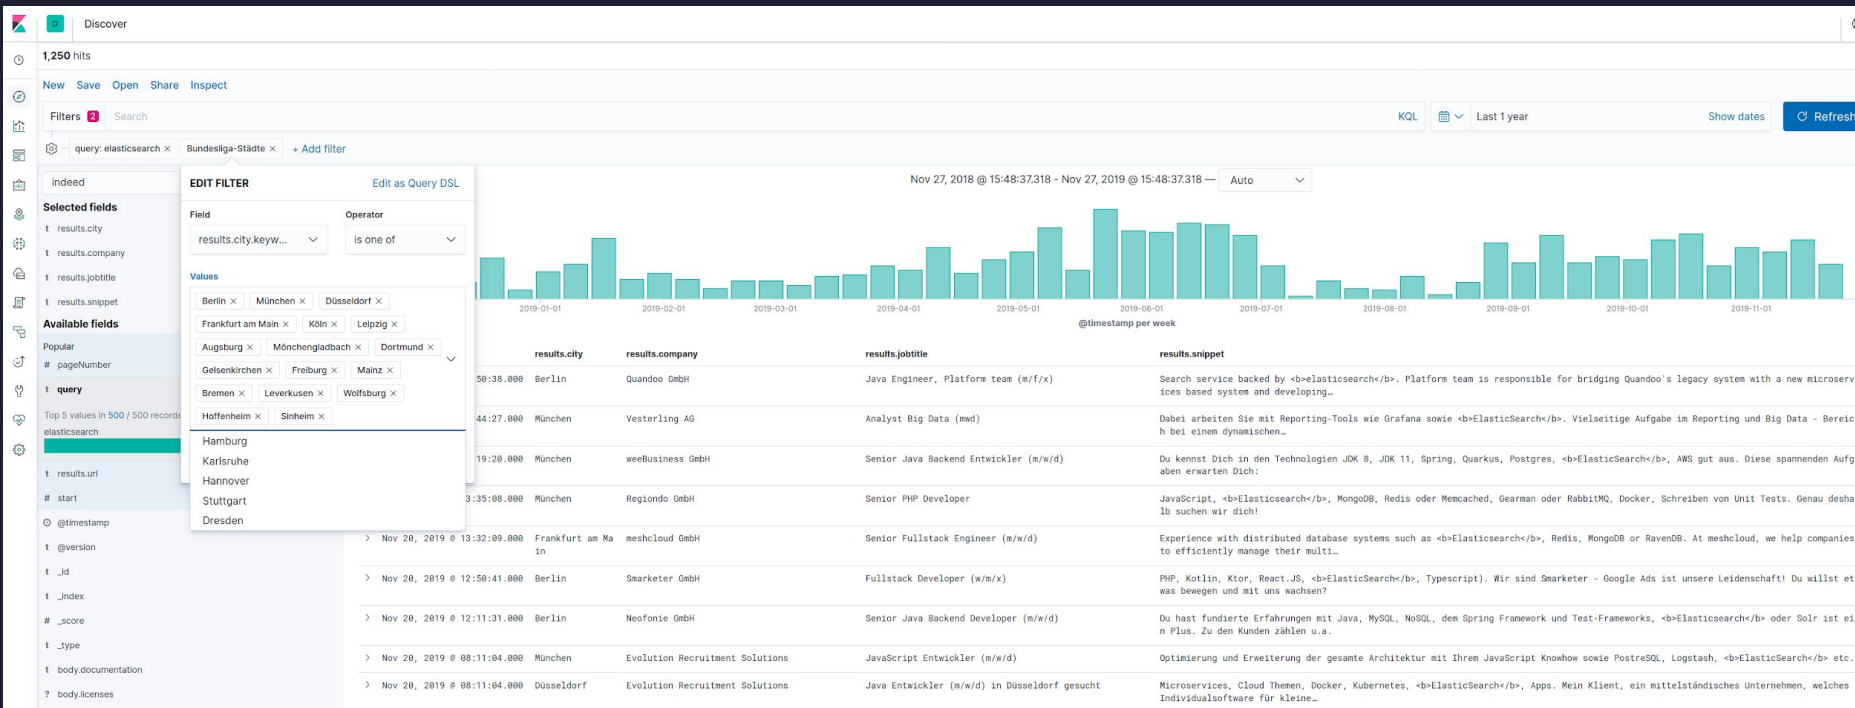 D Discover
1,250 hits
New Save Open Share Inspect
Filters 2 Search KQL Last 1 year Show dates Refresh
query: elasticsearch × Bundesliga-Städte × + Add filter
indeed
Selected fields
t results.city
t results.company
t results.jobtitle
t results.snippet
Available fields
Popular
# pageNumber
t query
Top 5 values in 500 / 500 records
elasticsearch
t results.url
# start
@timestamp
t @version
t _id
t _index
# _score
t _type
t body.documentation
? body.licenses
EDIT FILTER Edit as Query DSL
Field Operator
results.city.keyw... is one of
Values
Berlin × München × Düsseldorf ×
Frankfurt am Main × Köln × Leipzig ×
Augsburg × Mönchengladbach × Dortmund ×
Gelsenkirchen × Freiburg × Mainz ×
Bremen × Leverkusen × Wolfsburg ×
Hoffenheim × Sinheim ×
Hamburg
Karlsruhe
Hannover
Stuttgart
Dresden
Nov 27, 2018 @ 15:48:37.318 - Nov 27, 2019 @ 15:48:37.318 — Auto
2019-01-01 2019-02-01 2019-03-01 2019-04-01 2019-05-01 2019-06-01 2019-07-01 2019-08-01 2019-09-01 2019-10-01 2019-11-01
@timestamp per week
results.city results.company results.jobtitle results.snippet
50:38.000 Berlin Quandoo GmbH Java Engineer, Platform team (m/f/x) Search service backed by <b>elasticsearch</b>. Platform team is responsible for bridging Quandoo's legacy system with a new microserv
ices based system and developing…
44:27.000 München Vesterling AG Analyst Big Data (mwd) Dabei arbeiten Sie mit Reporting-Tools wie Grafana sowie <b>ElasticSearch</b>. Vielseitige Aufgabe im Reporting und Big Data - Bereic
h bei einem dynamischen…
19:20.000 München weeBusiness GmbH Senior Java Backend Entwickler (m/w/d) Du kennst Dich in den Technologien JDK 8, JDK 11, Spring, Quarkus, Postgres, <b>ElasticSearch</b>, AWS gut aus. Diese spannenden Aufg
aben erwarten Dich:
3:35:08.000 München Regiondo GmbH Senior PHP Developer JavaScript, <b>Elasticsearch</b>, MongoDB, Redis oder Memcached, Gearman oder RabbitMQ, Docker, Schreiben von Unit Tests. Genau desha
lb suchen wir dich!
Nov 20, 2019 @ 13:32:09.000 Frankfurt am Ma meshcloud GmbH Senior Fullstack Engineer (m/w/d) Experience with distributed database systems such as <b>Elasticsearch</b>, Redis, MongoDB or RavenDB. At meshcloud, we help companies
in to efficiently manage their multi…
Nov 20, 2019 @ 12:50:41.000 Berlin Smarketer GmbH Fullstack Developer (w/m/x) PHP, Kotlin, Ktor, React.JS, <b>ElasticSearch</b>, Typescript). Wir sind Smarketer - Google Ads ist unsere Leidenschaft! Du willst et
was bewegen und mit uns wachsen?
Nov 20, 2019 @ 12:11:31.000 Berlin Neofonie GmbH Senior Java Backend Developer (m/w/d) Du hast fundierte Erfahrungen mit Java, MySQL, NoSQL, dem Spring Framework und Test-Frameworks, <b>Elasticsearch</b> oder Solr ist ei
n Plus. Zu den Kunden zählen u.a.
Nov 20, 2019 @ 08:11:04.000 München Evolution Recruitment Solutions JavaScript Entwickler (m/w/d) Optimierung und Erweiterung der gesamte Architektur mit Ihrem JavaScript Knowhow sowie PostreSQL, Logstash, <b>ElasticSearch</b> etc.
Nov 20, 2019 @ 08:11:04.000 Düsseldorf Evolution Recruitment Solutions Java Entwickler (m/w/d) in Düsseldorf gesucht Microservices, Cloud Themen, Docker, Kubernetes, <b>ElasticSearch</b>, Apps. Mein Klient, ein mittelständisches Unternehmen, welches
Individualsoftware für kleine…